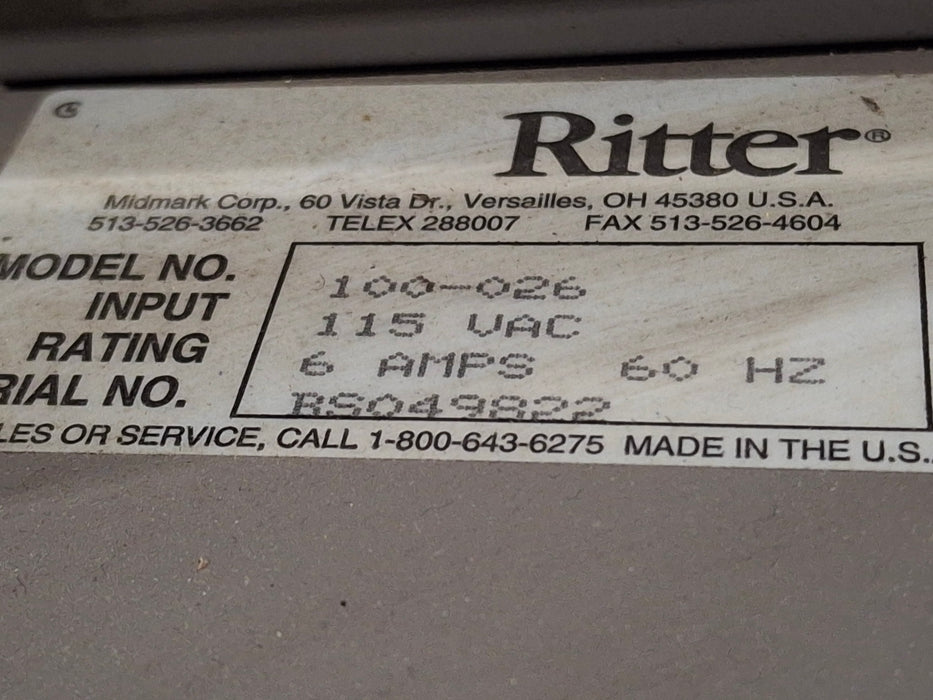 Ritter®
Midmark Corp., 60 Vista Dr., Versailles, OH 45380 U.S.A.
513-526-3662 TELEX 288007 FAX 513-526-4604
MODEL NO. 100-026
INPUT 115 VAC
RATING 6 AMPS 60 HZ
RIAL NO. RS049822
LES OR SERVICE, CALL 1-800-643-6275 MADE IN THE U.S.